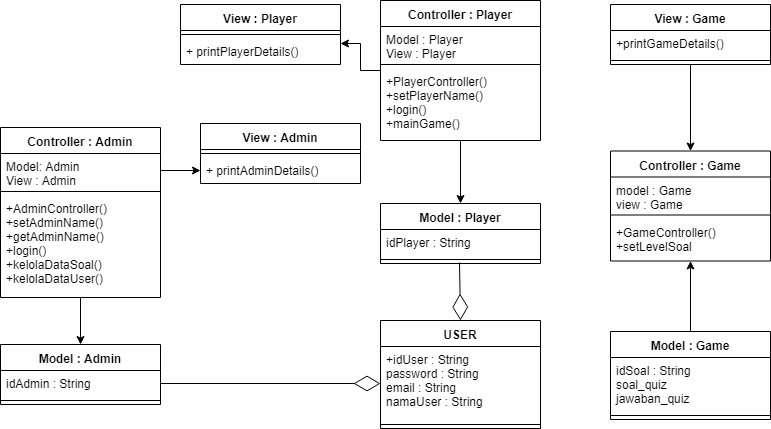 View : Player
+ printPlayerDetails()
Controller : Player
Model : Player
View : Player
+PlayerController()
+setPlayerName()
+login()
+mainGame()
View : Game
+printGameDetails()
Controller : Admin
Model: Admin
View : Admin
+AdminController()
+setAdminName()
+getAdminName()
+login()
+kelolaDataSoal()
+kelolaDataUser()
View : Admin
+ printAdminDetails()
Controller : Game
model : Game
view : Game
+GameController()
+setLevelSoal
Model : Player
idPlayer : String
Model : Admin
idAdmin : String
USER
+idUser : String
password : String
email : String
namaUser : String
Model : Game
idSoal : String
soal_quiz
jawaban_quiz